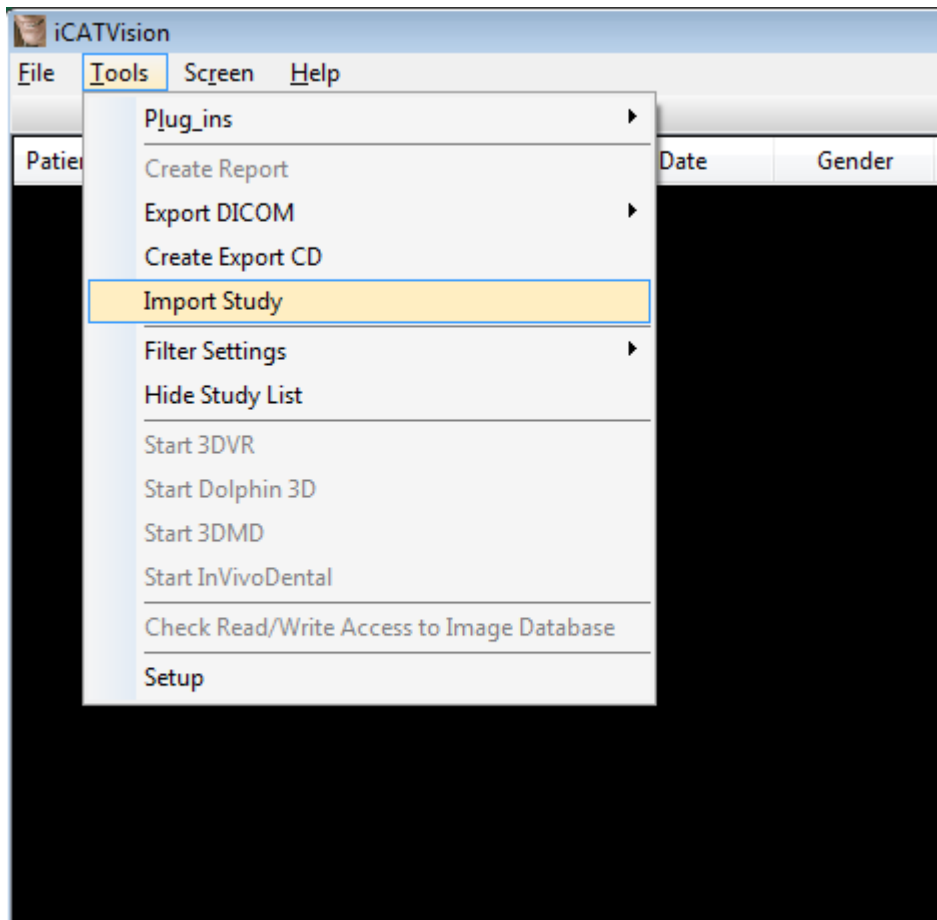 iCATVision
File Tools Screen Help
Plug_ins
Patie Date Gender
Create Report
Export DICOM
Create Export CD
Import Study
Filter Settings
Hide Study List
Start 3DVR
Start Dolphin 3D
Start 3DMD
Start InVivoDental
Check Read/Write Access to Image Database
Setup